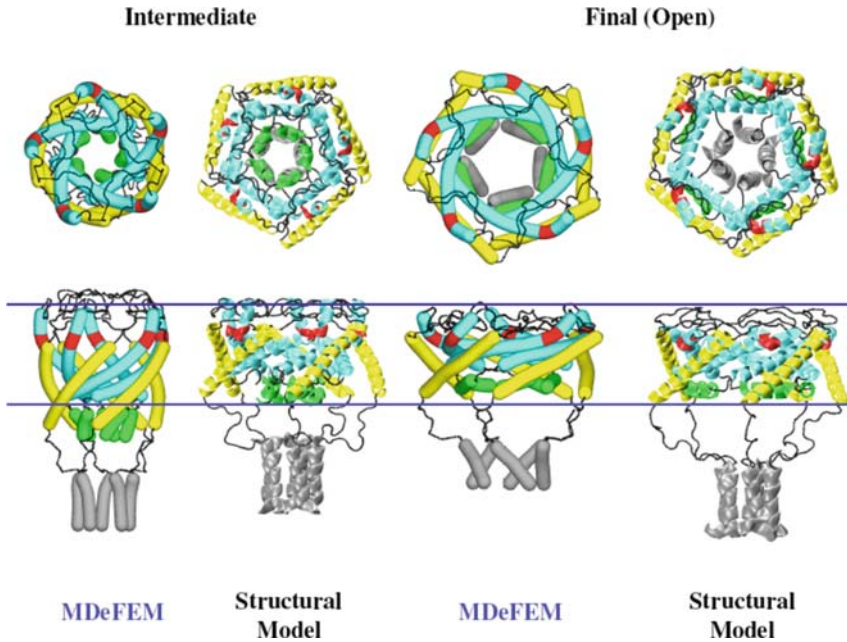 Intermediate
Final (Open)
MDeFEM
Structural
Model
MDeFEM
Structural
Model